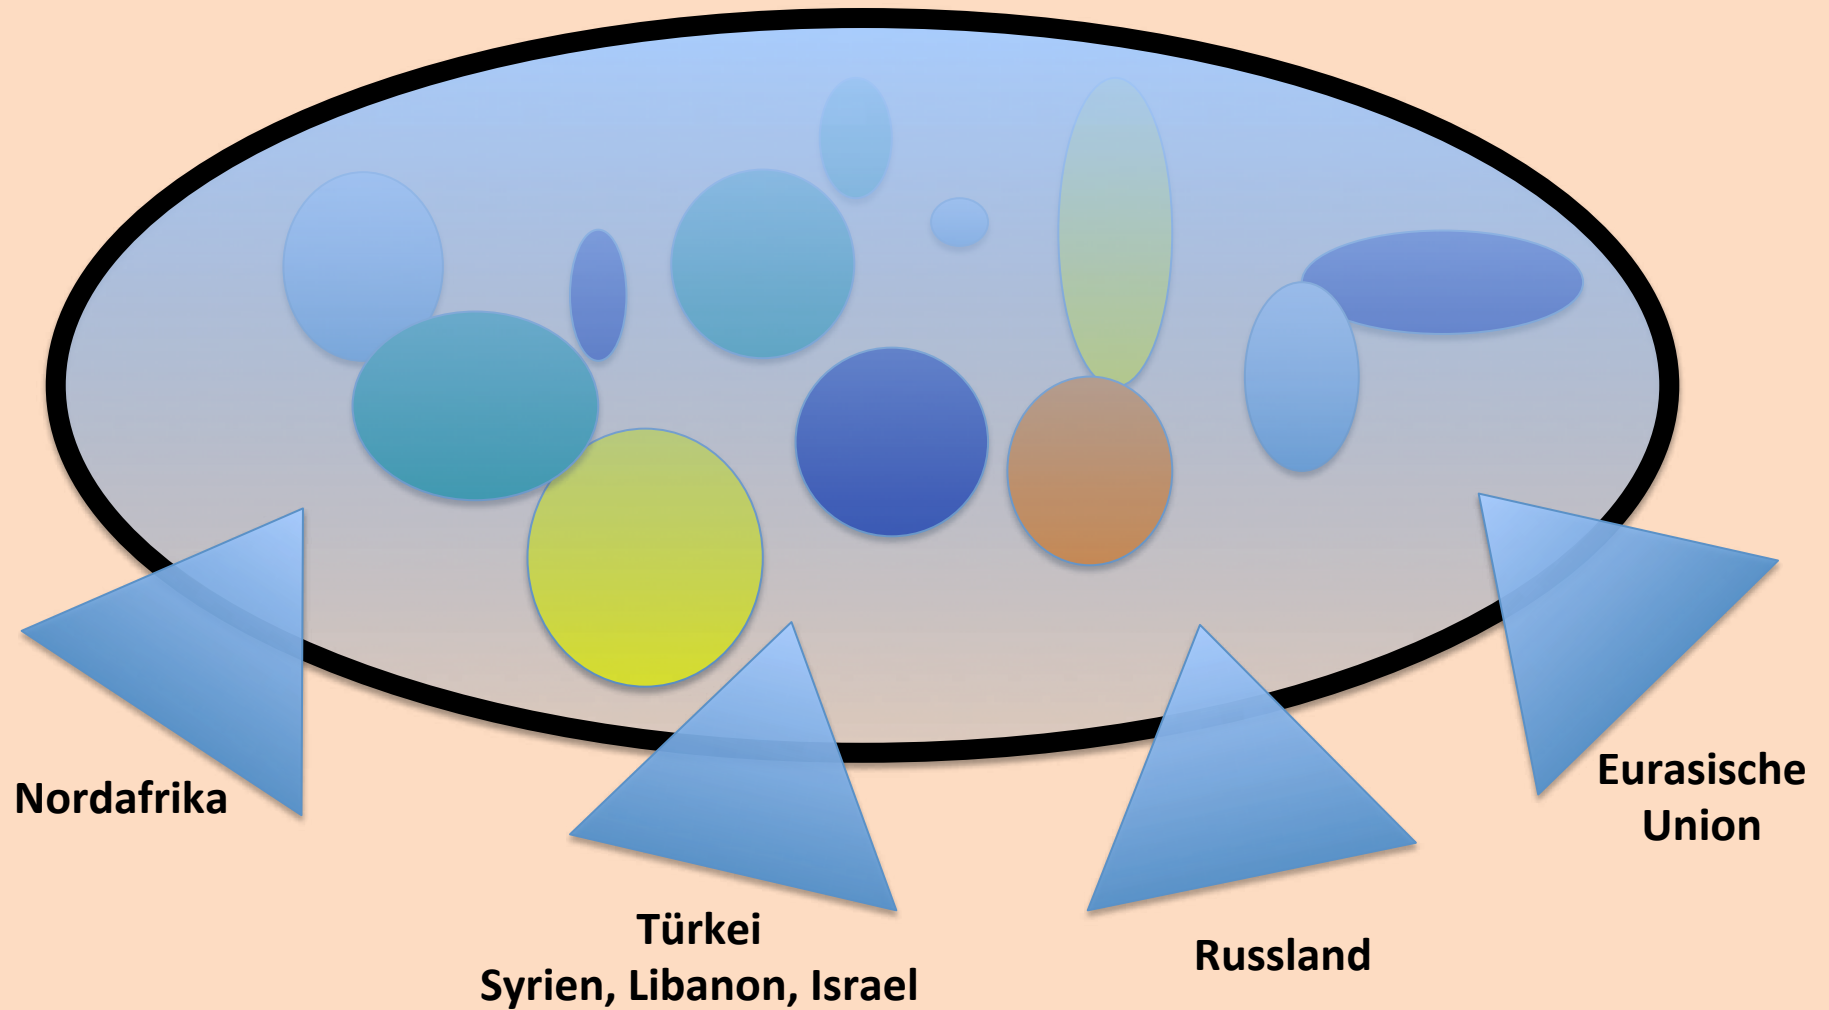 Nordafrika
Türkei
Syrien, Libanon, Israel
Russland
Eurasische
Union